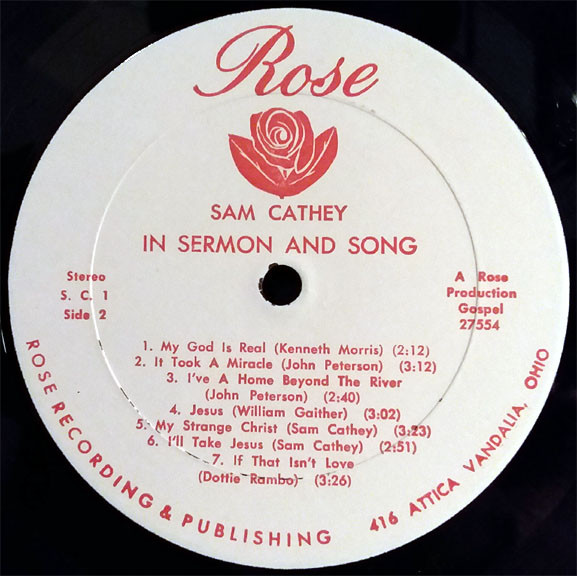 Rose
SAM CATHEY
IN SERMON AND SONG
Stereo
S. C. 1
Side 2
A Rose
Production
Gospel
27554
1. My God Is Real (Kenneth Morris) (2:12)
2. It Took A Miracle (John Peterson) (3:12)
3. I've A Home Beyond The River
(John Peterson) (2:40)
4. Jesus (William Gaither) (3:02)
5. My Strange Christ (Sam Cathey) (3:23)
6. I'll Take Jesus (Sam Cathey) (2:51)
7. If That Isn't Love
(Dottie Rambo) (3:26)
ROSE RECORDING & PUBLISHING 416 ATTICA VANDALIA, OHIO